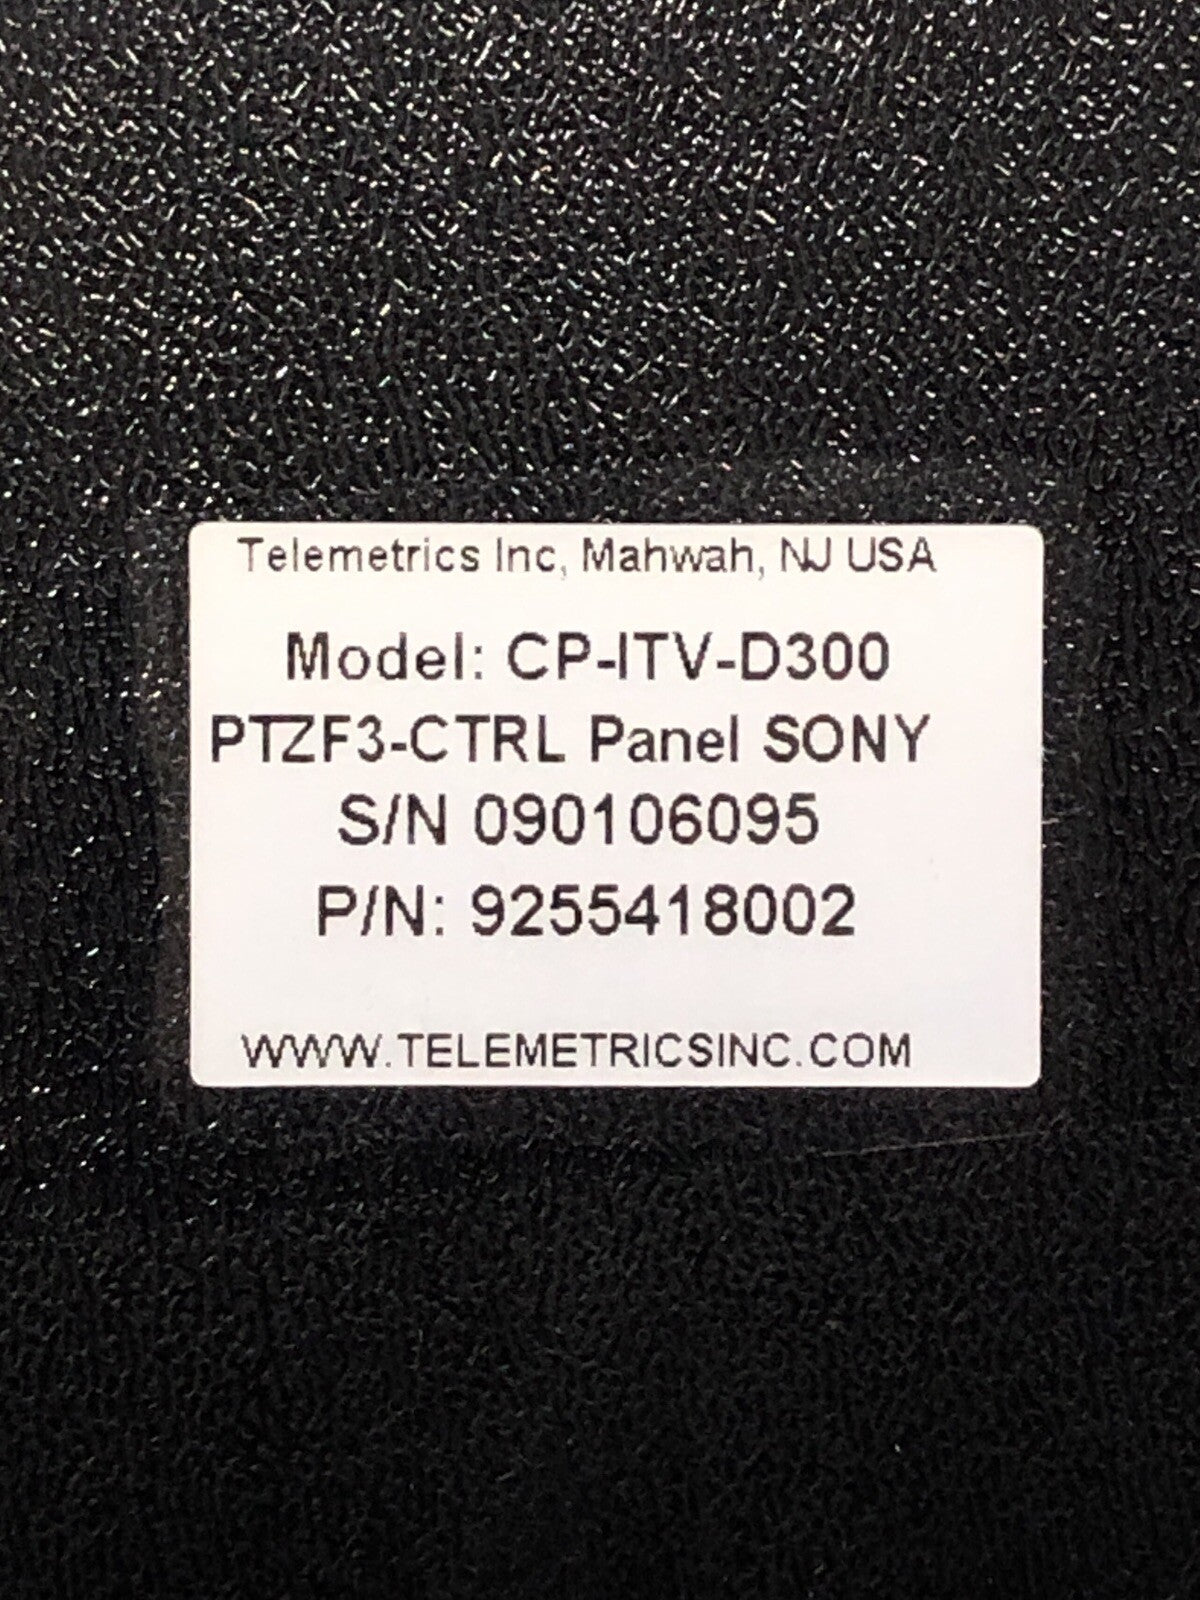 Telemetrics Inc, Mahwah, NJ USA
Model: CP-ITV-D300
PTZF3-CTRL Panel SONY
S/N 090106095
P/N: 9255418002
WWW.TELEMETRICSINC.COM